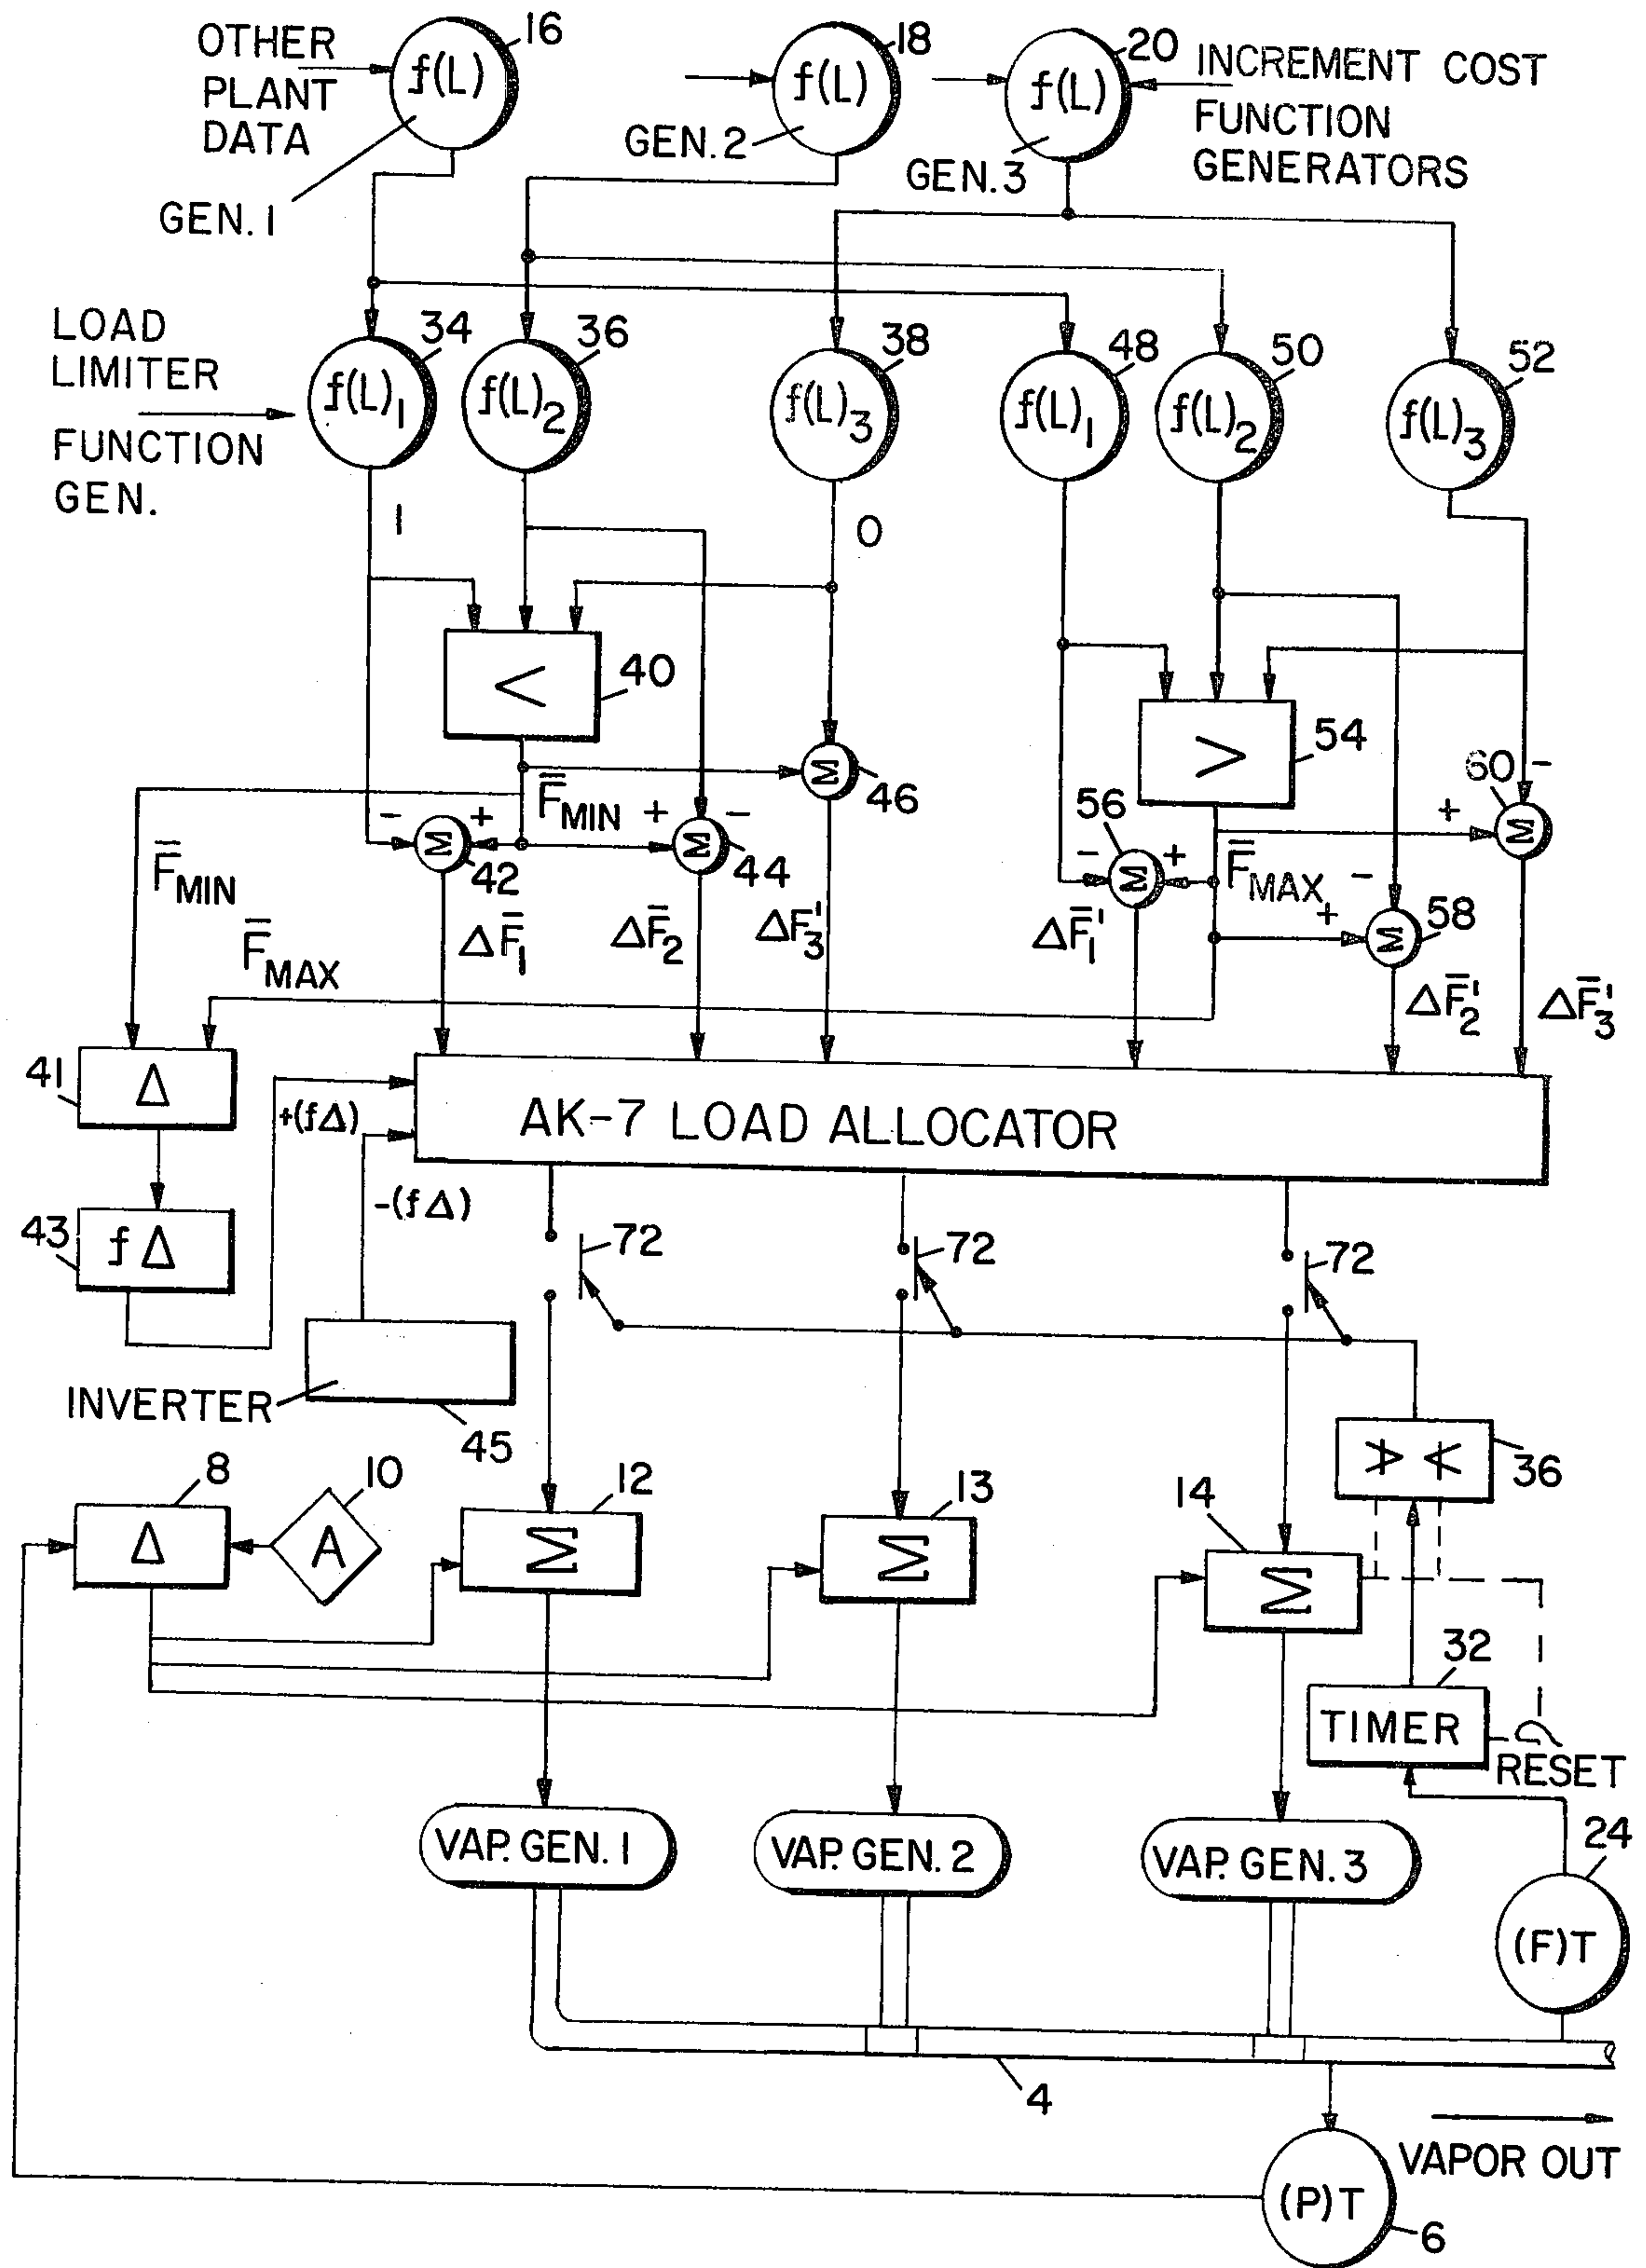 OTHER
PLANT
DATA
f(L)
16
GEN. 1
f(L)
18
GEN. 2
f(L)
20
GEN. 3
INCREMENT COST
FUNCTION
GENERATORS
LOAD
LIMITER
FUNCTION
GEN.
f(L)1
34
f(L)2
36
f(L)3
38
f(L)1
48
f(L)2
50
f(L)3
52
1
0
<
40
>
54
Σ
46
60
-
+
Σ
F̅MIN
+
-
56
-
+
Σ
F̅MAX
-
-
+
Σ
42
Σ
44
+
Σ
58
F̅MIN
F̅MAX
ΔF̅1
ΔF̅2
ΔF3'
ΔF̅1'
ΔF̅2'
ΔF̅3'
41
Δ
+(fΔ)
AK-7 LOAD ALLOCATOR
-(fΔ)
43
fΔ
72
72
72
INVERTER
45
36
8
Δ
10
A
12
Σ
13
Σ
14
Σ
32
TIMER
RESET
VAP. GEN. 1
VAP. GEN. 2
VAP. GEN. 3
24
(F)T
4
VAPOR OUT
(P)T
6